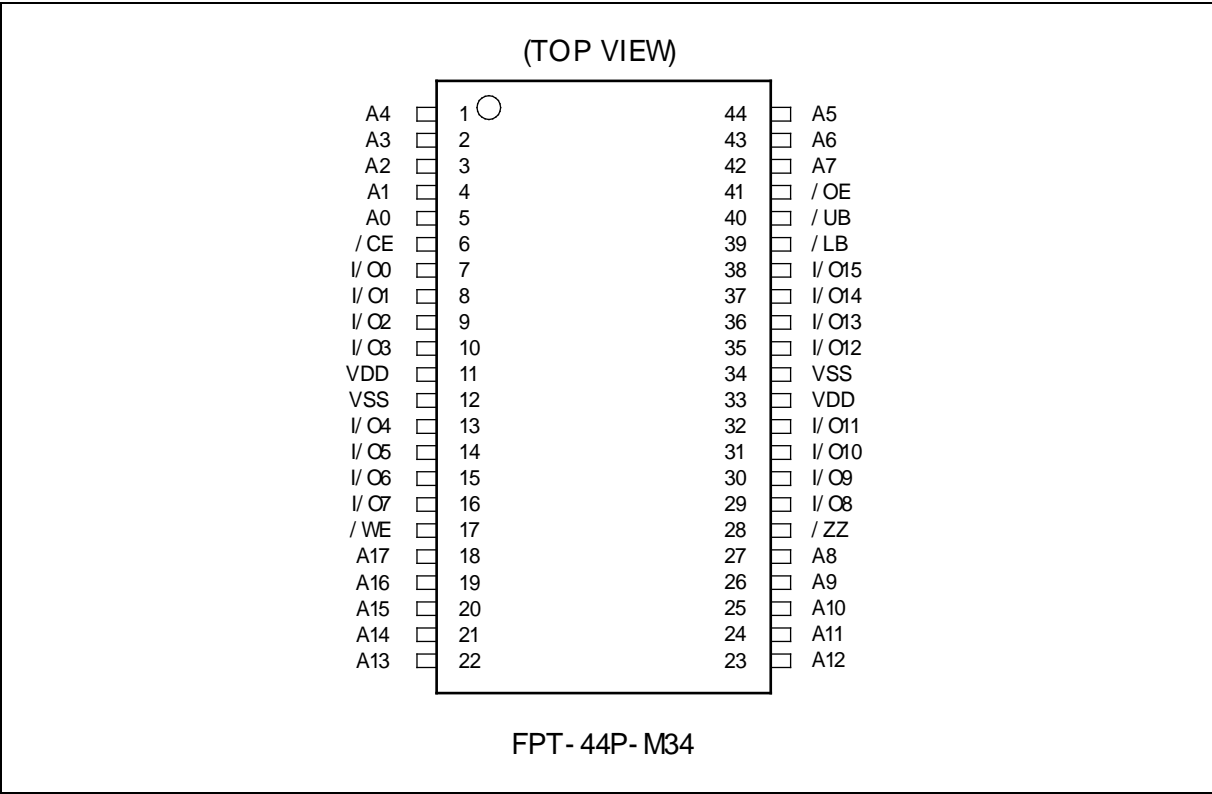 (TOP VIEW)
A4 1 44 A5
A3 2 43 A6
A2 3 42 A7
A1 4 41 /OE
A0 5 40 /UB
/CE 6 39 /LB
I/O0 7 38 I/O15
I/O1 8 37 I/O14
I/O2 9 36 I/O13
I/O3 10 35 I/O12
VDD 11 34 VSS
VSS 12 33 VDD
I/O4 13 32 I/O11
I/O5 14 31 I/O10
I/O6 15 30 I/O9
I/O7 16 29 I/O8
/WE 17 28 /ZZ
A17 18 27 A8
A16 19 26 A9
A15 20 25 A10
A14 21 24 A11
A13 22 23 A12
FPT-44P-M34